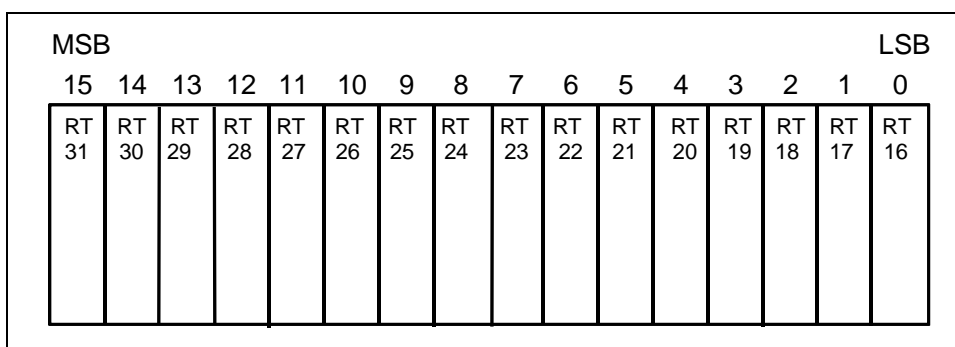 MSB LSB
15 14 13 12 11 10 9 8 7 6 5 4 3 2 1 0
RT RT RT RT RT RT RT RT RT RT RT RT RT RT RT RT
31 30 29 28 27 26 25 24 23 22 21 20 19 18 17 16